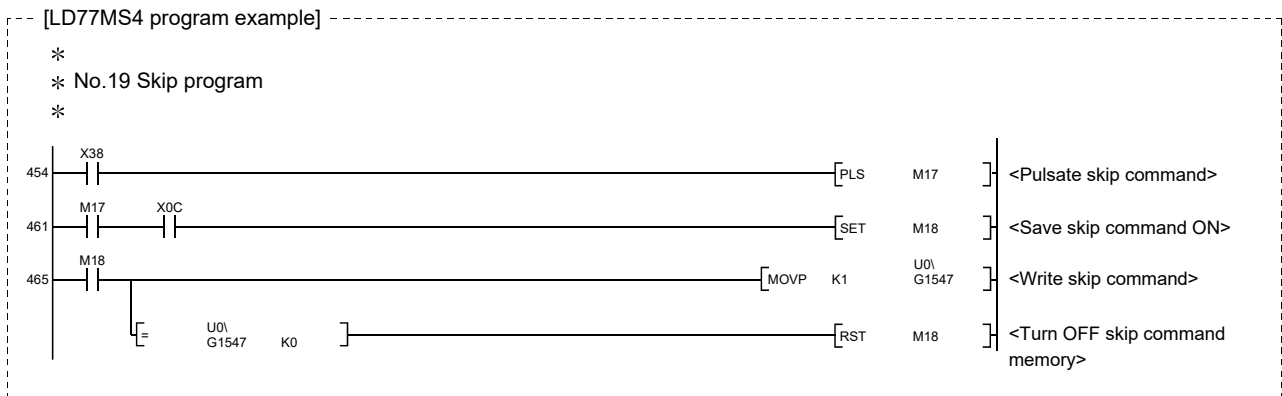 [LD77MS4 program example]
*
* No.19 Skip program
*
X38
454 PLS M17 <Pulsate skip command>
M17 X0C
461 SET M18 <Save skip command ON>
M18
465 MOVP K1 U0\ G1547 <Write skip command>
= U0\ G1547 K0 RST M18 <Turn OFF skip command
memory>